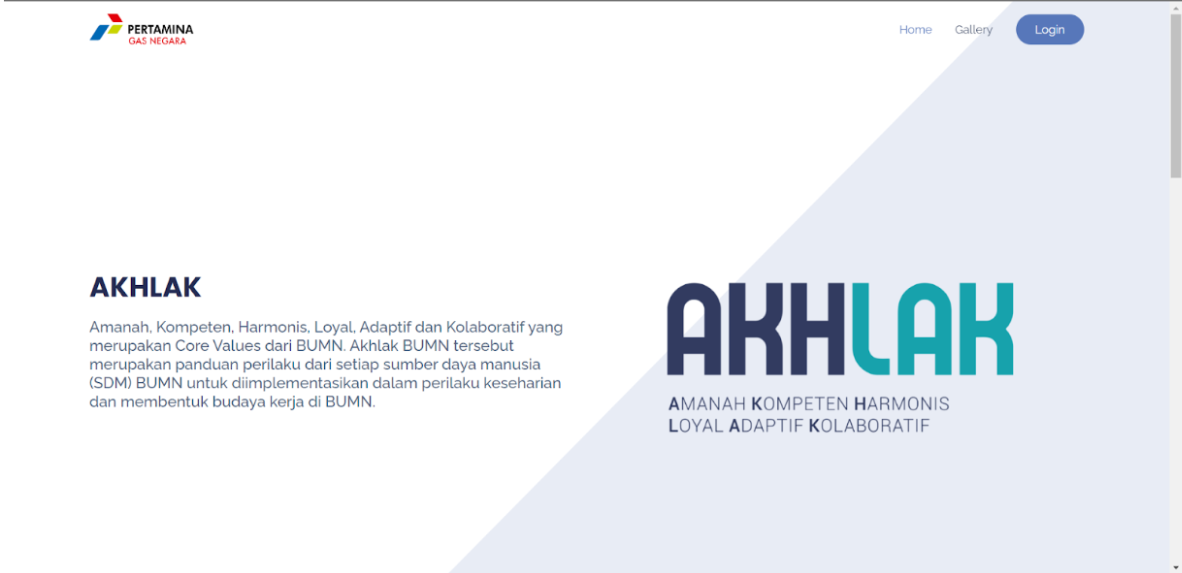 PERTAMINA
GAS NEGARA
Home Gallery Login
AKHLAK
Amanah, Kompeten, Harmonis, Loyal, Adaptif dan Kolaboratif yang
merupakan Core Values dari BUMN. Akhlak BUMN tersebut
merupakan panduan perilaku dari setiap sumber daya manusia
(SDM) BUMN untuk diimplementasikan dalam perilaku keseharian
dan membentuk budaya kerja di BUMN.
AKHLAK
AMANAH KOMPETEN HARMONIS
LOYAL ADAPTIF KOLABORATIF